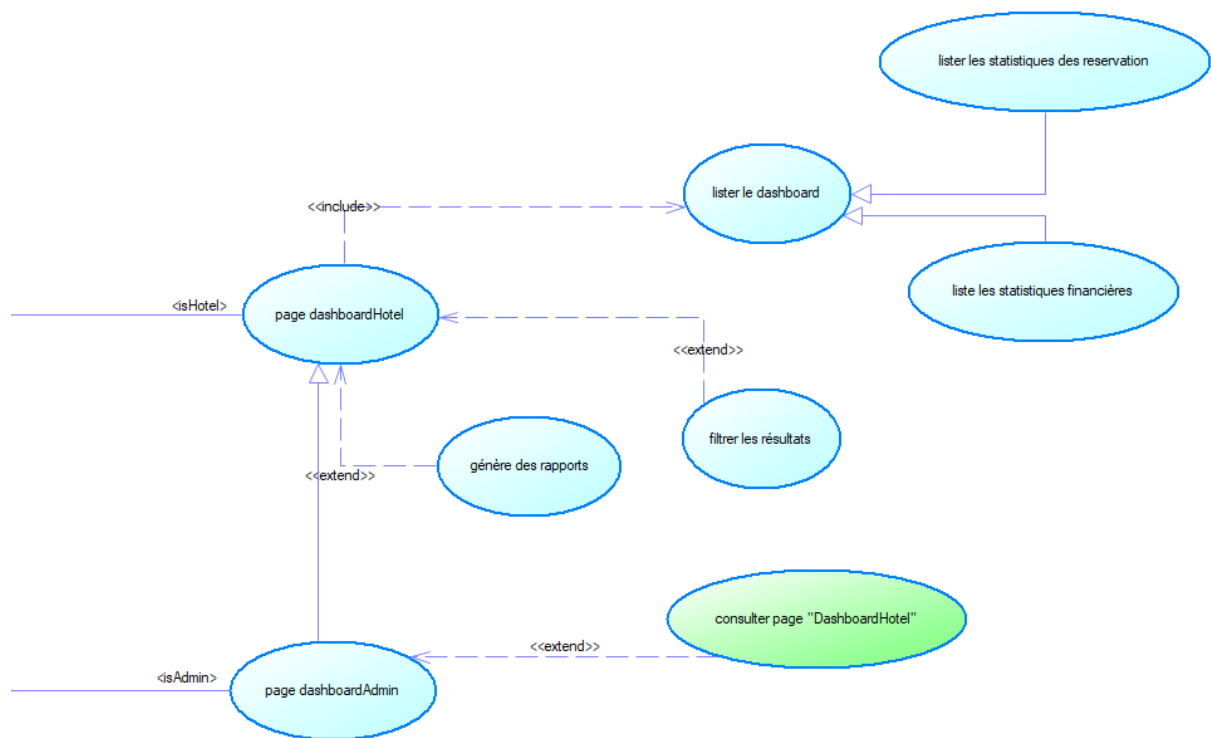 lister les statistiques des reservation
lister le dashboard
<<include>>
liste les statistiques financières
<isHotel>
page dashboardHotel
<<extend>>
filtrer les résultats
génère des rapports
<<extend>>
consulter page "DashboardHotel"
<<extend>>
<isAdmin>
page dashboardAdmin